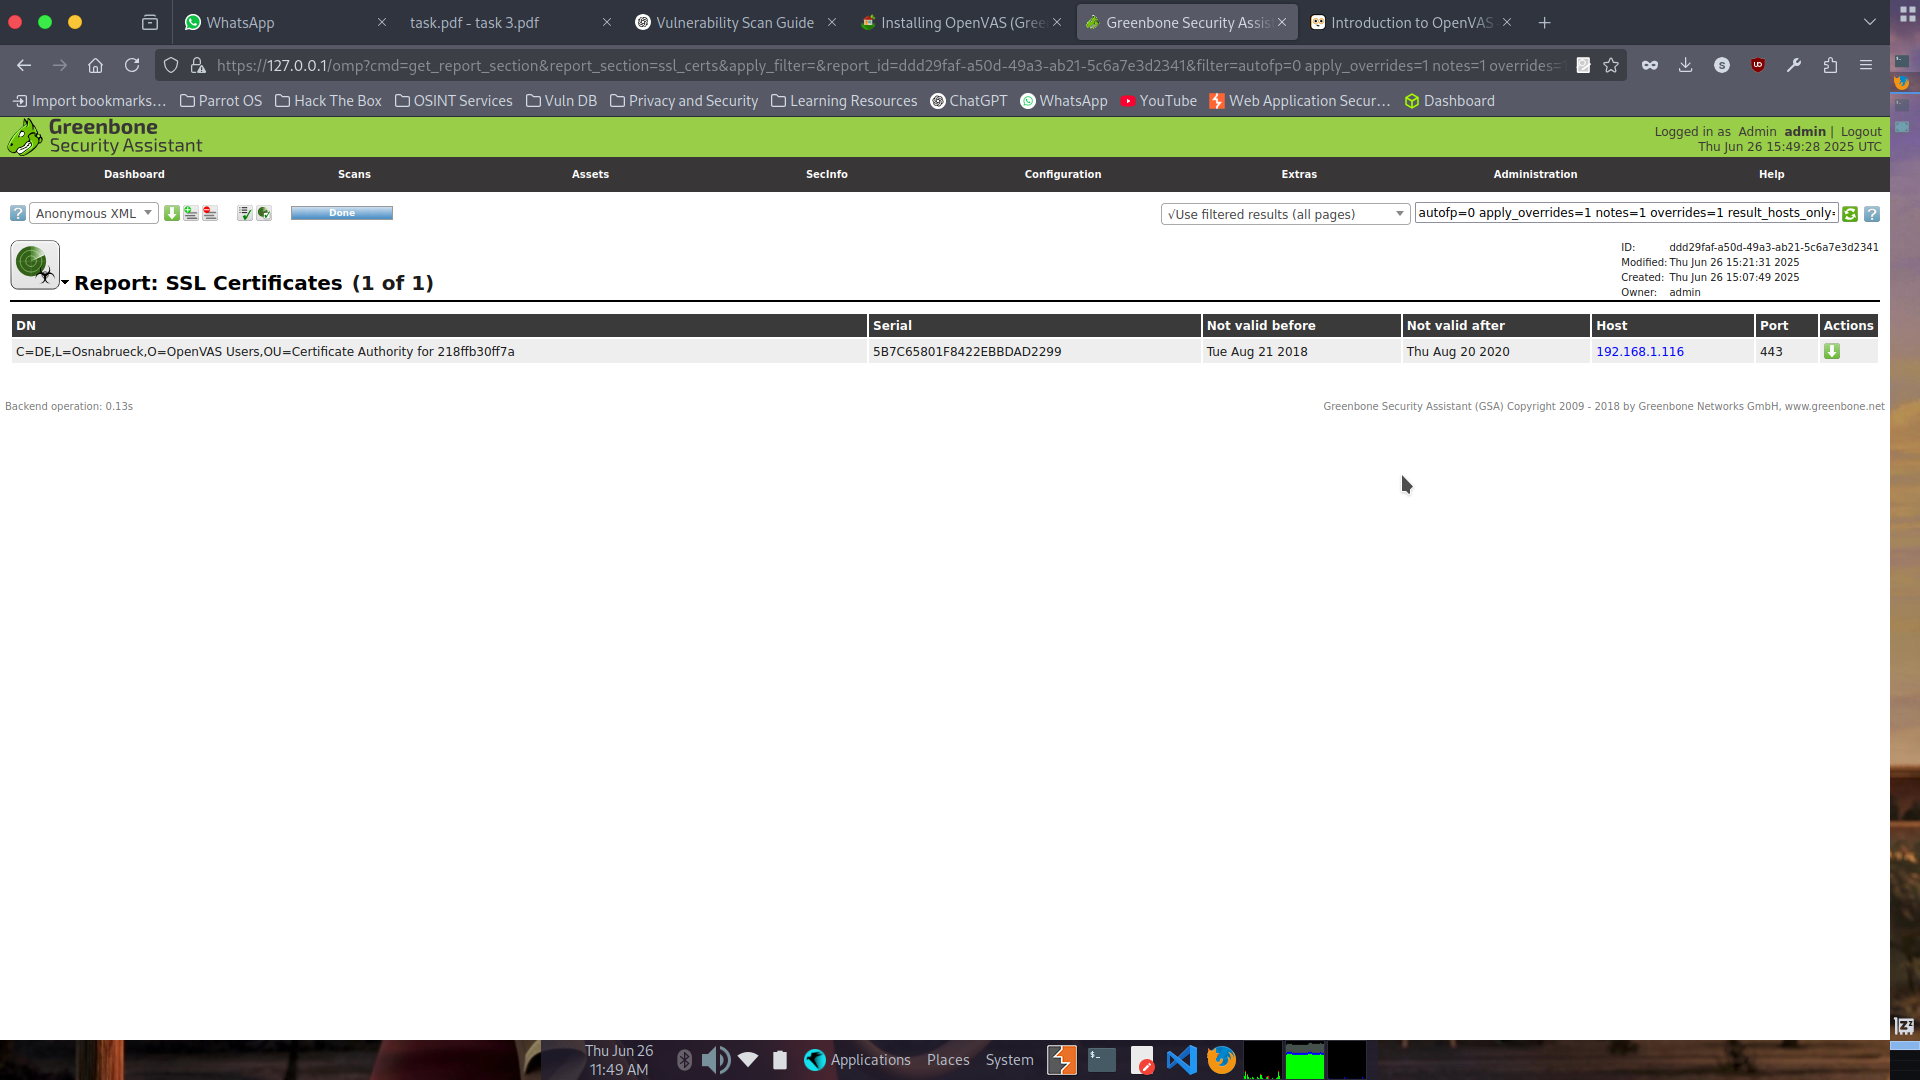 WhatsApp
task.pdf - task 3.pdf
Vulnerability Scan Guide
Installing OpenVAS (Gree
Greenbone Security Assis
Introduction to OpenVAS
https://127.0.0.1/omp?cmd=get_report_section&report_section=ssl_certs&apply_filter=&report_id=ddd29faf-a50d-49a3-ab21-5c6a7e3d2341&filter=autofp=0 apply_overrides=1 notes=1 overrides=
Import bookmarks… Parrot OS Hack The Box OSINT Services Vuln DB Privacy and Security Learning Resources ChatGPT WhatsApp YouTube Web Application Secur… Dashboard
Greenbone
Security Assistant
Logged in as Admin admin | Logout
Thu Jun 26 15:49:28 2025 UTC
Dashboard Scans Assets SecInfo Configuration Extras Administration Help
Anonymous XML Done √Use filtered results (all pages) autofp=0 apply_overrides=1 notes=1 overrides=1 result_hosts_only=
ID: ddd29faf-a50d-49a3-ab21-5c6a7e3d2341
Modified: Thu Jun 26 15:21:31 2025
Created: Thu Jun 26 15:07:49 2025
Owner: admin
Report: SSL Certificates (1 of 1)
DN Serial Not valid before Not valid after Host Port Actions
C=DE,L=Osnabrueck,O=OpenVAS Users,OU=Certificate Authority for 218ffb30ff7a 5B7C65801F8422EBBDAD2299 Tue Aug 21 2018 Thu Aug 20 2020 192.168.1.116 443
Backend operation: 0.13s
Greenbone Security Assistant (GSA) Copyright 2009 - 2018 by Greenbone Networks GmbH, www.greenbone.net
Thu Jun 26
11:49 AM
Applications Places System